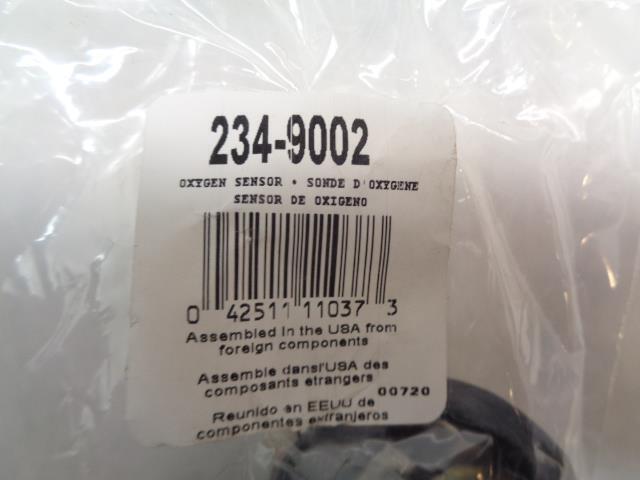 234-9002
OXYGEN SENSOR • SONDE D'OXYGENE
SENSOR DE OXIGENO
0 42511 11037 3
Assembled in the USA from
foreign components
Assemble dansl'USA des
composants etrangers
00720
Reunido en EEUU de
componentes extranjeros